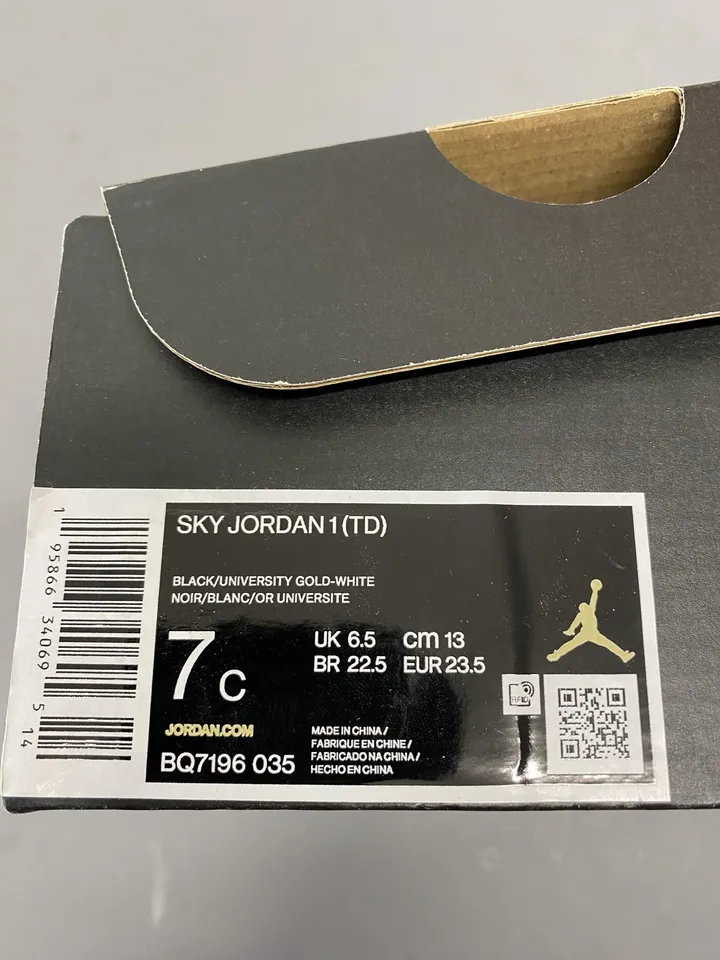 SKY JORDAN 1 (TD)
BLACK/UNIVERSITY GOLD-WHITE
NOIR/BLANC/OR UNIVERSITE
7C
UK 6.5 cm 13
BR 22.5 EUR 23.5
RFID
JORDAN.COM
BQ7196 035
MADE IN CHINA /
FABRIQUE EN CHINE /
FABRICADO NA CHINA /
HECHO EN CHINA
1 95866 34069 5 14